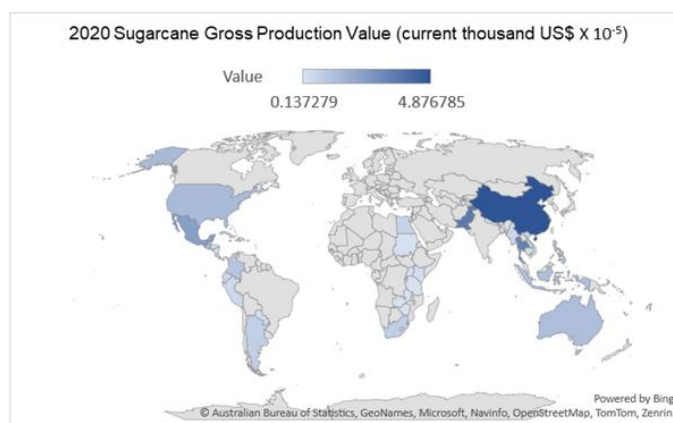 2020 Sugarcane Gross Production Value (current thousand US$ X 10⁻⁵)
Value
0.137279 4.876785
Powered by Bing
© Australian Bureau of Statistics, GeoNames, Microsoft, Navinfo, OpenStreetMap, TomTom, Zenrin